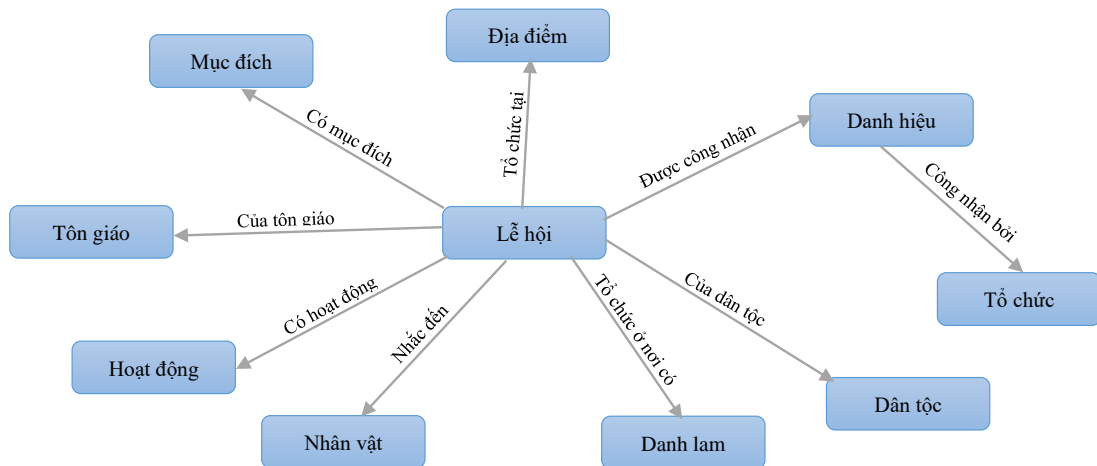 Địa điểm
Mục đích
Danh hiệu
Có mục đích
Tổ chức tại
Được công nhận
Công nhận bởi
Tôn giáo
Của tôn giáo
Lễ hội
Tổ chức
Của dân tộc
Có hoạt động
Nhắc đến
Tổ chức ở nơi có
Hoạt động
Dân tộc
Nhân vật
Danh lam